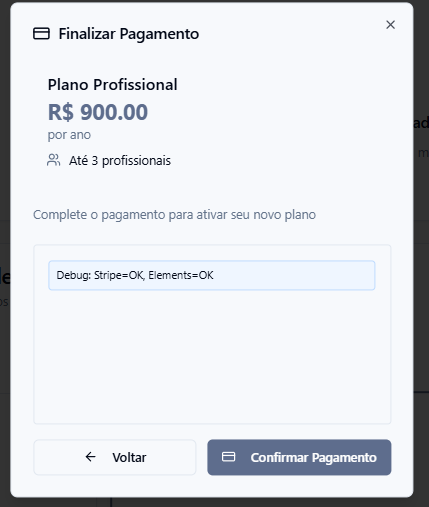 Finalizar Pagamento
Plano Profissional
R$ 900.00
por ano
Até 3 profissionais
Complete o pagamento para ativar seu novo plano
Debug: Stripe=OK, Elements=OK
Voltar
Confirmar Pagamento